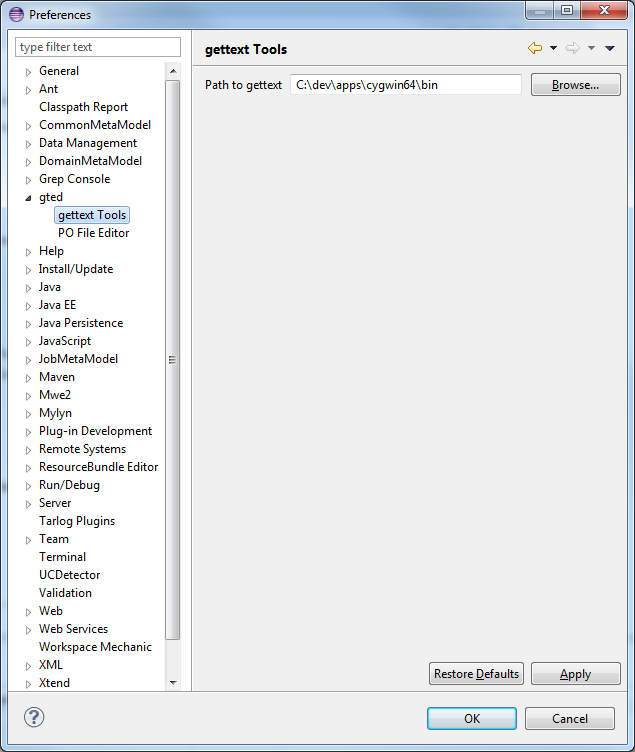 Preferences
type filter text
General
Ant
Classpath Report
CommonMetaModel
Data Management
DomainMetaModel
Grep Console
gted
gettext Tools
PO File Editor
Help
Install/Update
Java
Java EE
Java Persistence
JavaScript
JobMetaModel
Maven
Mwe2
Mylyn
Plug-in Development
Remote Systems
ResourceBundle Editor
Run/Debug
Server
Tarlog Plugins
Team
Terminal
UCDetector
Validation
Web
Web Services
Workspace Mechanic
XML
Xtend
gettext Tools
Path to gettext C:\dev\apps\cygwin64\bin Browse...
Restore Defaults Apply
OK Cancel